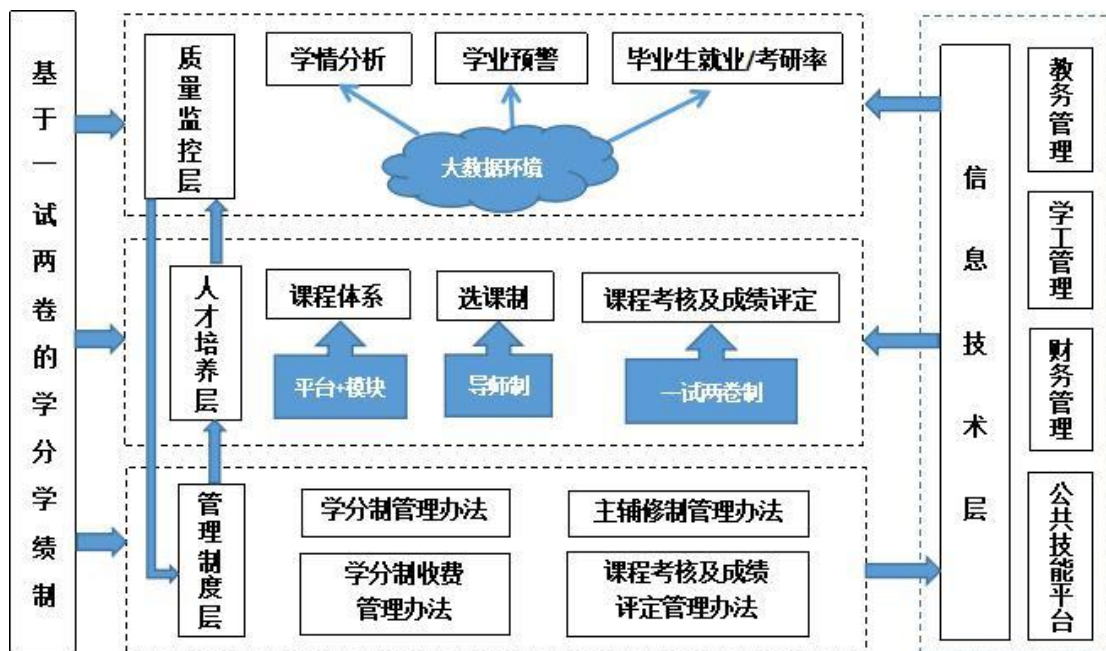 基于一试两卷的学分学绩制
质量监控层
学情分析
学业预警
毕业生就业/考研率
大数据环境
人才培养层
课程体系
选课制
课程考核及成绩评定
平台+模块
导师制
一试两卷制
管理制度层
学分制管理办法
主辅修制管理办法
学分制收费
管理办法
课程考核及成绩
评定管理办法
信息技术层
教务管理
学工管理
财务管理
公共技能平台